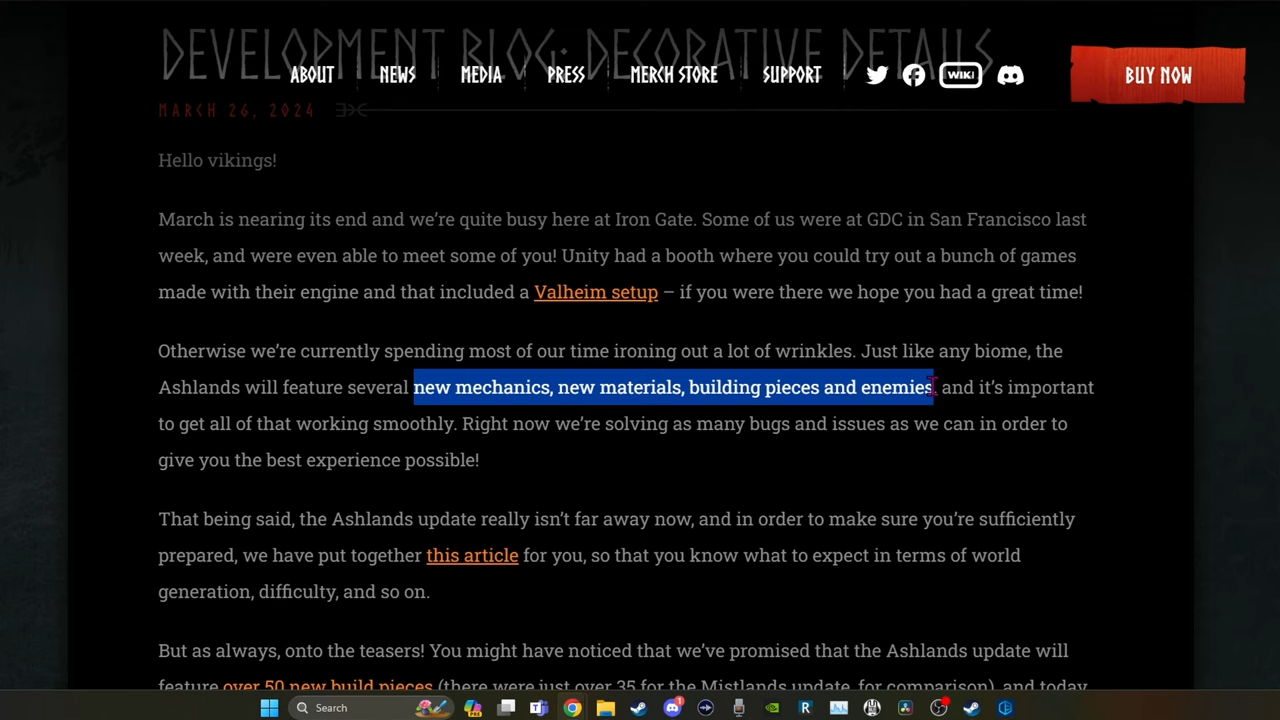 DEVELOPMENT BLOG: DECORATIVE DETAILS
ABOUT NEWS MEDIA PRESS MERCH STORE SUPPORT WIKI BUY NOW
MARCH 26, 2024
Hello vikings!
March is nearing its end and we’re quite busy here at Iron Gate. Some of us were at GDC in San Francisco last
week, and were even able to meet some of you! Unity had a booth where you could try out a bunch of games
made with their engine and that included a Valheim setup – if you were there we hope you had a great time!
Otherwise we’re currently spending most of our time ironing out a lot of wrinkles. Just like any biome, the
Ashlands will feature several new mechanics, new materials, building pieces and enemies and it’s important
to get all of that working smoothly. Right now we’re solving as many bugs and issues as we can in order to
give you the best experience possible!
That being said, the Ashlands update really isn’t far away now, and in order to make sure you’re sufficiently
prepared, we have put together this article for you, so that you know what to expect in terms of world
generation, difficulty, and so on.
But as always, onto the teasers! You might have noticed that we’ve promised that the Ashlands update will
feature over 50 new build pieces (there were just over 35 for the Mistlands update, for comparison), and today
Search